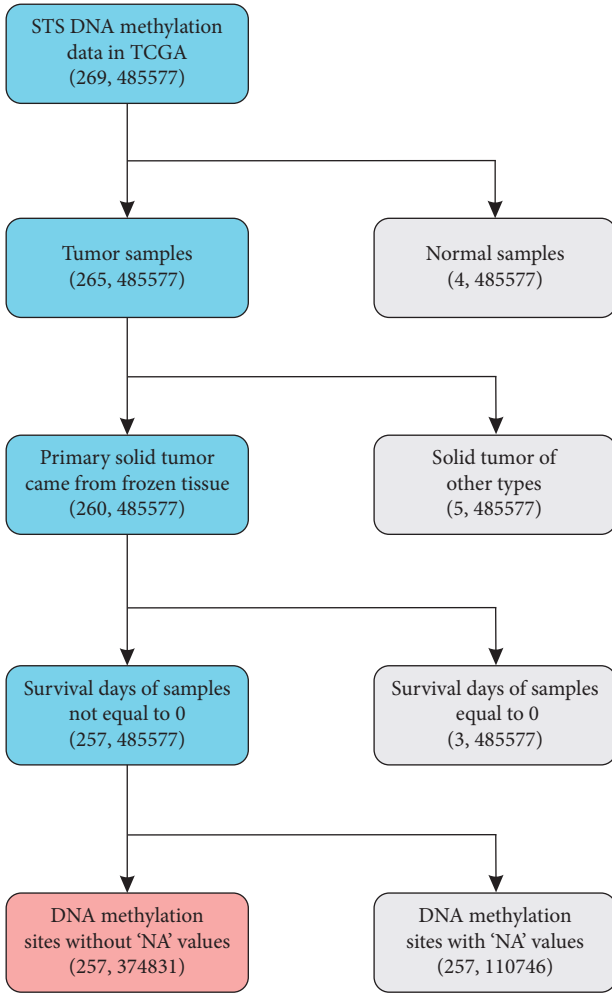 STS DNA methylation
data in TCGA
(269, 485577)
Tumor samples
(265, 485577)
Normal samples
(4, 485577)
Primary solid tumor
came from frozen tissue
(260, 485577)
Solid tumor of
other types
(5, 485577)
Survival days of samples
not equal to 0
(257, 485577)
Survival days of samples
equal to 0
(3, 485577)
DNA methylation
sites without ‘NA’ values
(257, 374831)
DNA methylation
sites with ‘NA’ values
(257, 110746)